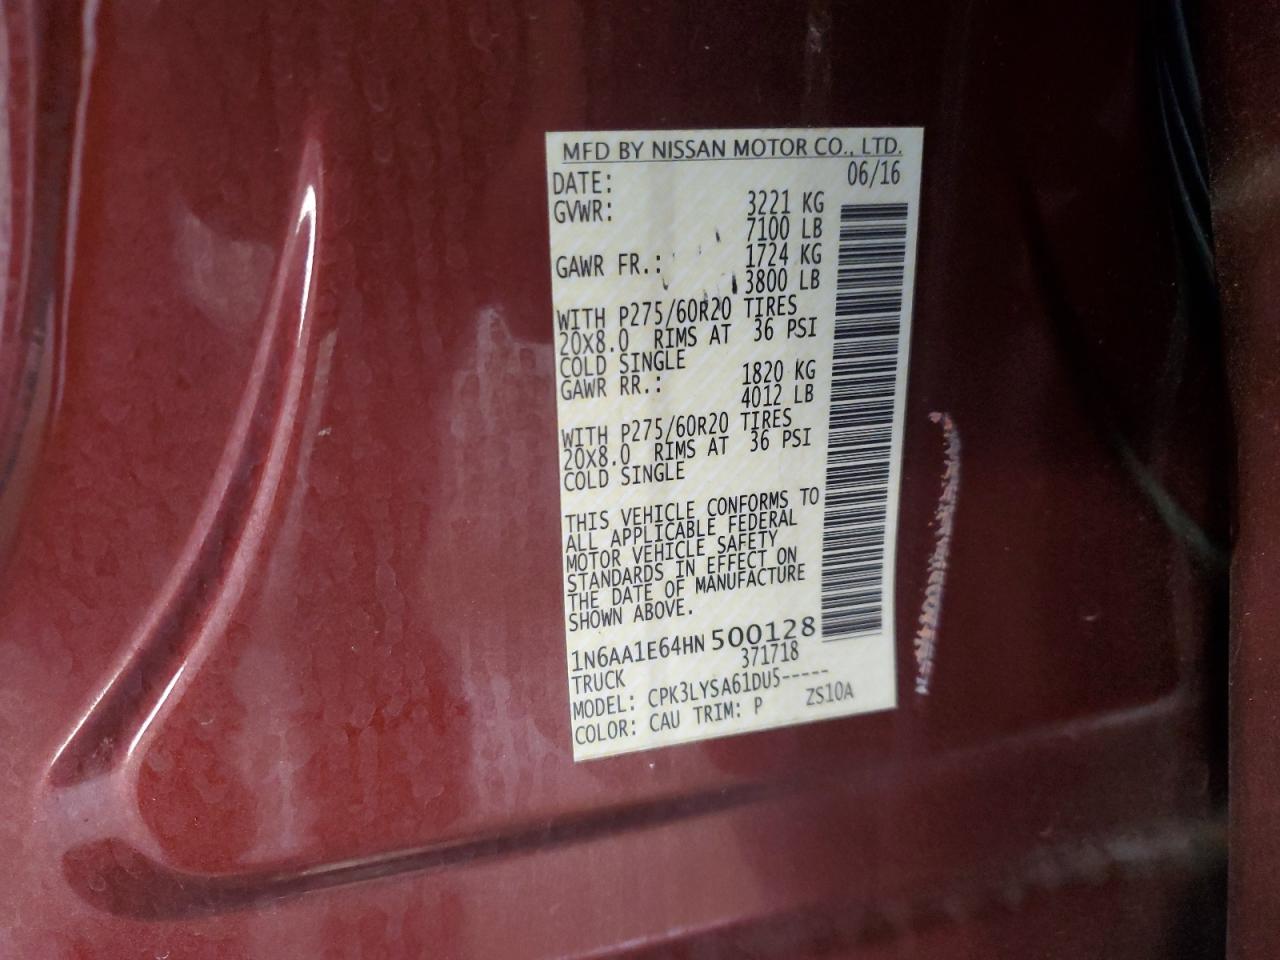 MFD BY NISSAN MOTOR CO., LTD.
DATE: 06/16
GVWR: 3221 KG
7100 LB
GAWR FR.: 1724 KG
3800 LB
WITH P275/60R20 TIRES
20X8.0 RIMS AT 36 PSI
COLD SINGLE
GAWR RR.: 1820 KG
4012 LB
WITH P275/60R20 TIRES
20X8.0 RIMS AT 36 PSI
COLD SINGLE
THIS VEHICLE CONFORMS TO
ALL APPLICABLE FEDERAL
MOTOR VEHICLE SAFETY
STANDARDS IN EFFECT ON
THE DATE OF MANUFACTURE
SHOWN ABOVE.
1N6AA1E64HN500128
TRUCK 371718
MODEL: CPK3LYSA61DU5-----
COLOR: CAU TRIM: P ZS10A